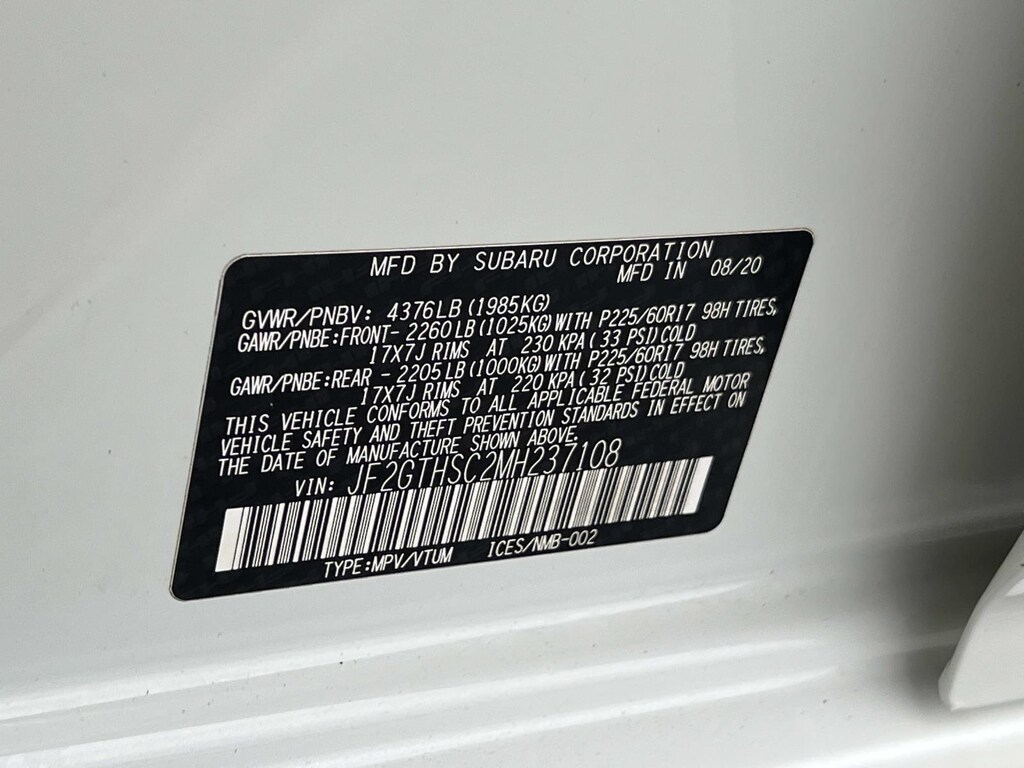 MFD BY SUBARU CORPORATION
MFD IN 08/20
GVWR/PNBV: 4376LB (1985KG)
GAWR/PNBE:FRONT- 2260LB (1025KG) WITH P225/60R17 98H TIRES,
17X7J RIMS AT 230 KPA (33 PSI) COLD
GAWR/PNBE:REAR - 2205LB (1000KG) WITH P225/60R17 98H TIRES,
17X7J RIMS AT 220 KPA (32 PSI) COLD
THIS VEHICLE CONFORMS TO ALL APPLICABLE FEDERAL MOTOR
VEHICLE SAFETY AND THEFT PREVENTION STANDARDS IN EFFECT ON
THE DATE OF MANUFACTURE SHOWN ABOVE.
VIN: JF2GTHSC2MH237108
TYPE:MPV/VTUM ICES/NMB-002